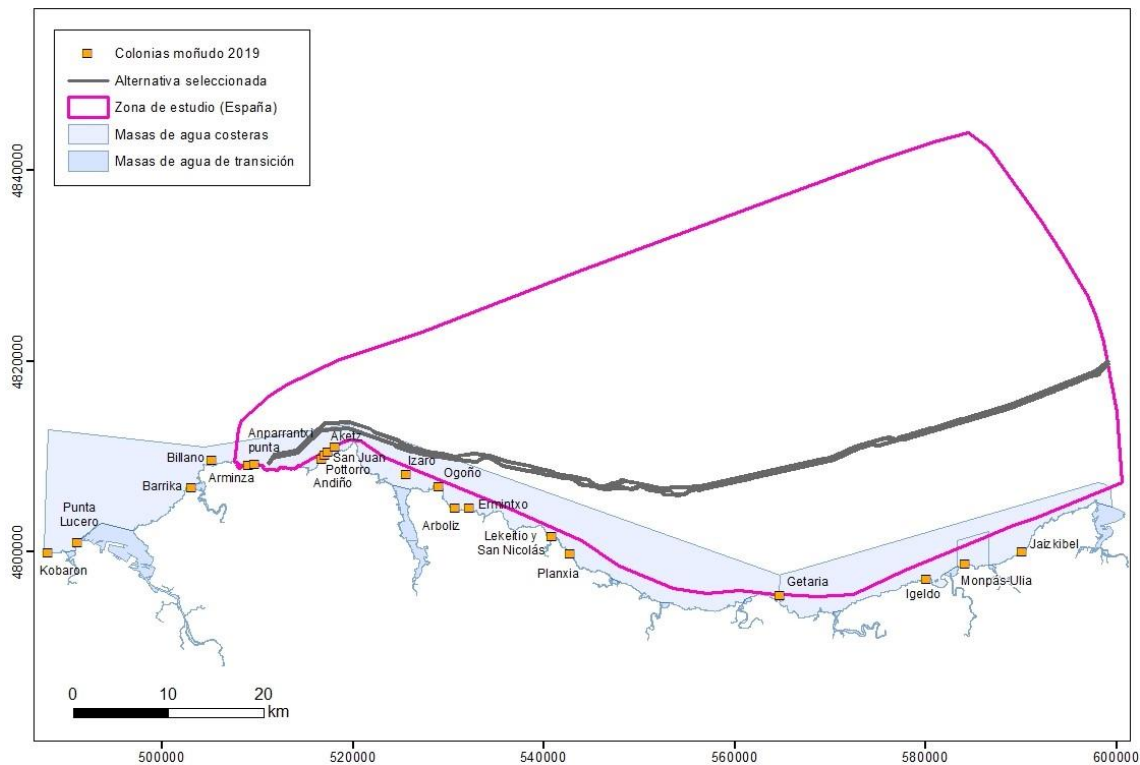 Colonias moñudo 2019
Alternativa seleccionada
Zona de estudio (España)
Masas de agua costeras
Masas de agua de transición
4840000
4820000
4800000
Anparrantxi
punta
Aketz
Billano
San Juan
Izaro
Arminza
Pottorro
Ogoño
Barrika
Andiño
Punta
Lucero
Ermintxo
Arboliz
Lekeitio y
San Nicolás
Kobaron
Planxia
Getaria
Jaizkibel
Monpás-Ulia
Igeldo
0 10 20
km
500000 520000 540000 560000 580000 600000